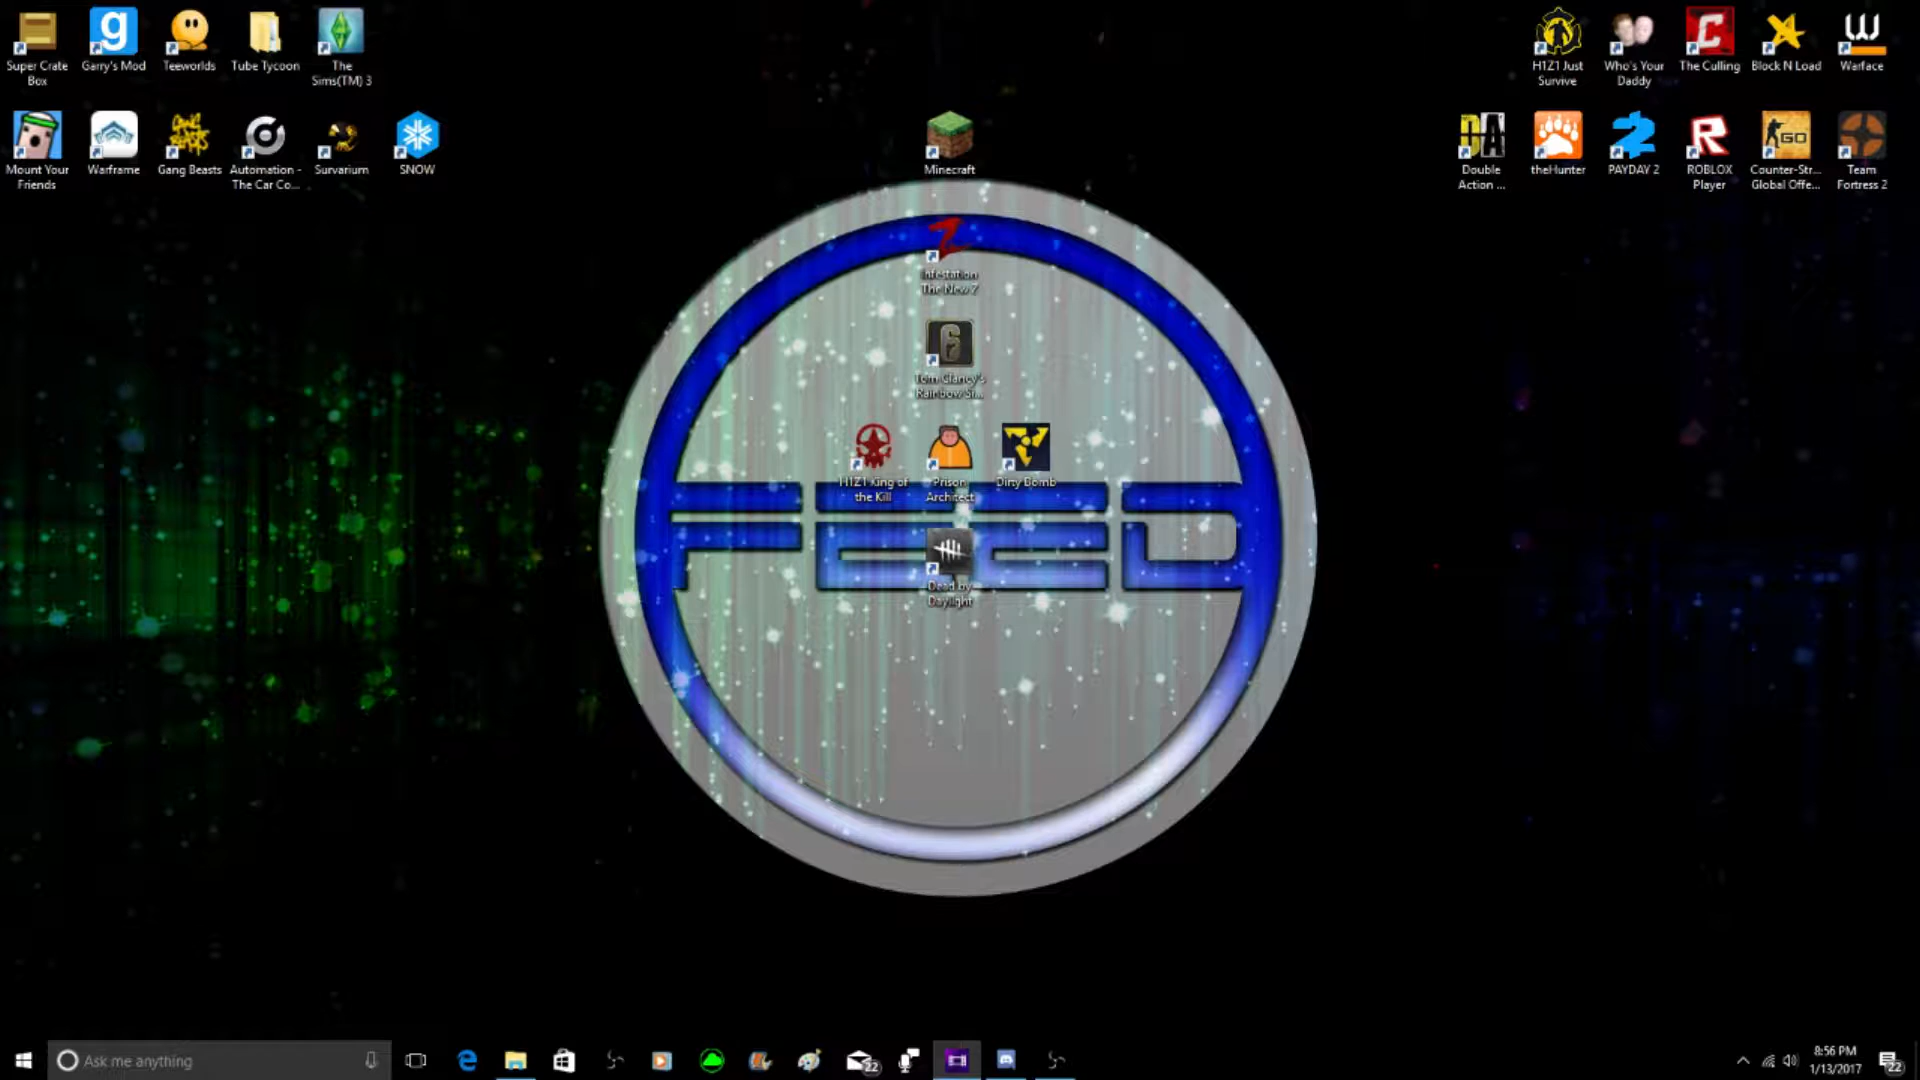 Super Crate
Box
Garry's Mod
Teeworlds
Tube Tycoon
The
Sims(TM) 3
H1Z1 Just
Survive
Who's Your
Daddy
The Culling
Block N Load
Warface
Mount Your
Friends
Warframe
Gang Beasts
Automation -
The Car Co...
Survarium
SNOW
Minecraft
Double
Action ...
theHunter
PAYDAY 2
ROBLOX
Player
Counter-Str...
Global Offe...
Team
Fortress 2
Infestation
The New Z
Tom Clancy's
Rainbow Si...
H1Z1 King of
the Kill
Prison
Architect
Dirty Bomb
FEED
Dead by
Daylight
Ask me anything
22
8:56 PM
1/13/2017
22